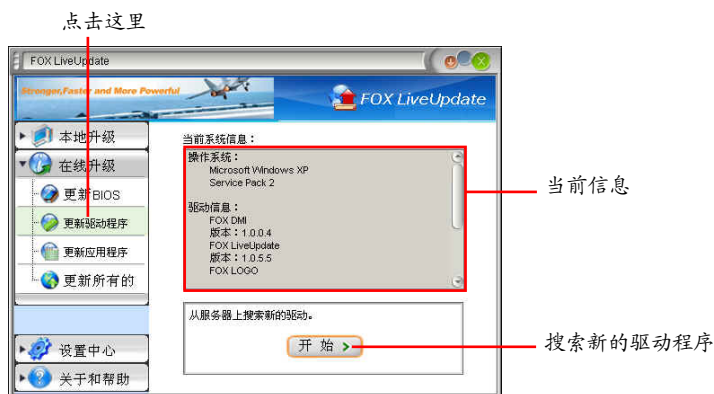 点击这里
FOX LiveUpdate
Stronger,Faster and More Powerful
FOX LiveUpdate
本地升级
在线升级
更新BIOS
更新驱动程序
更新应用程序
更新所有的
设置中心
关于和帮助
当前系统信息：
操作系统：
Microsoft Windows XP
Service Pack 2
驱动信息：
FOX DMI
版本：1.0.0.4
FOX LiveUpdate
版本：1.0.5.5
FOX LOGO
当前信息
从服务器上搜索新的驱动。
开 始
搜索新的驱动程序